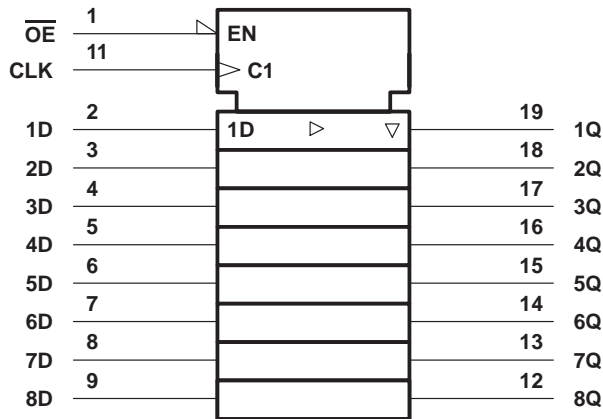 1
OE EN
11
CLK C1
2 19
1D 1D 1Q
3 18
2D 2Q
4 17
3D 3Q
5 16
4D 4Q
6 15
5D 5Q
7 14
6D 6Q
8 13
7D 7Q
9 12
8D 8Q